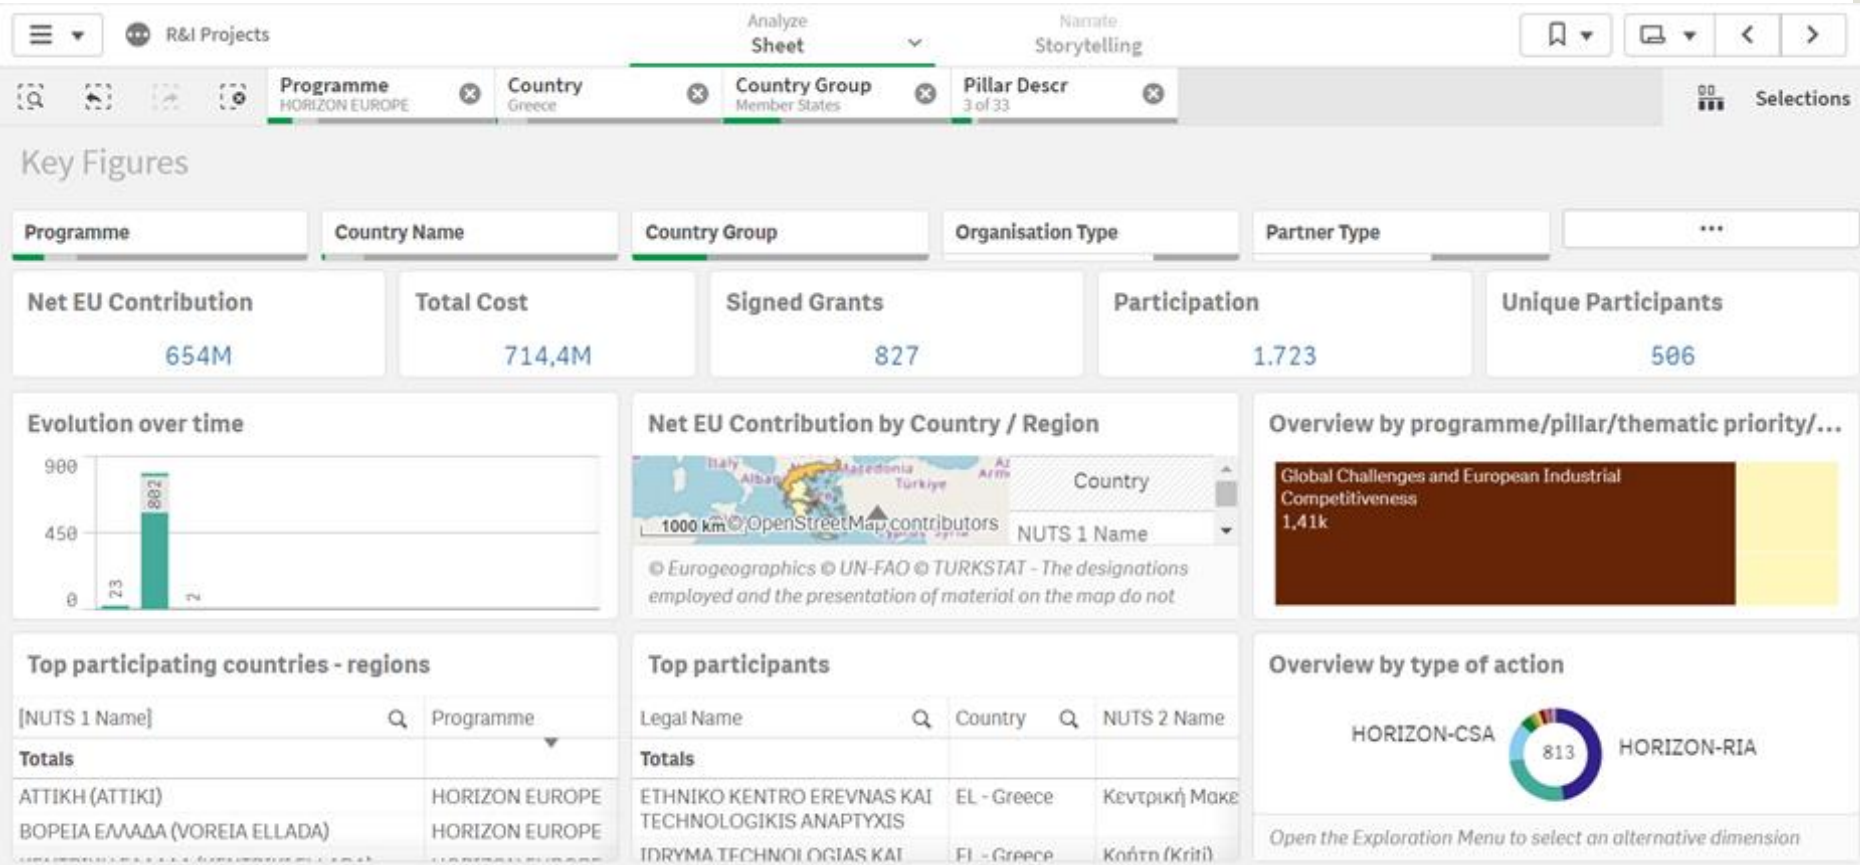 R&I Projects
Analyze
Sheet
Narrate
Storytelling
Programme
HORIZON EUROPE
Country
Greece
Country Group
Member States
Pillar Descr
3 of 33
Selections
Key Figures
Programme
Country Name
Country Group
Organisation Type
Partner Type
...
Net EU Contribution
654M
Total Cost
714,4M
Signed Grants
827
Participation
1.723
Unique Participants
506
Evolution over time
900
450
0
23
802
2
Net EU Contribution by Country / Region
Italy
Türkiye
1000 km
© OpenStreetMap contributors
Country
NUTS 1 Name
© Eurogeographics © UN-FAO © TURKSTAT - The designations
employed and the presentation of material on the map do not
Overview by programme/pillar/thematic priority/...
Global Challenges and European Industrial
Competitiveness
1,41k
Top participating countries - regions
[NUTS 1 Name]
Programme
Totals
ΑΤΤΙΚΗ (ATTIKI)
HORIZON EUROPE
ΒΟΡΕΙΑ ΕΛΛΑΔΑ (VOREIA ELLADA)
HORIZON EUROPE
Top participants
Legal Name
Country
NUTS 2 Name
Totals
ETHNIKO KENTRO EREVNAS KAI
TECHNOLOGIKIS ANAPTYXIS
EL - Greece
Κεντρική Μακε
IDRYMA TECHNOLOGIAS KAI
EL - Greece
Κρήτη (Kriti)
Overview by type of action
HORIZON-CSA
813
HORIZON-RIA
Open the Exploration Menu to select an alternative dimension